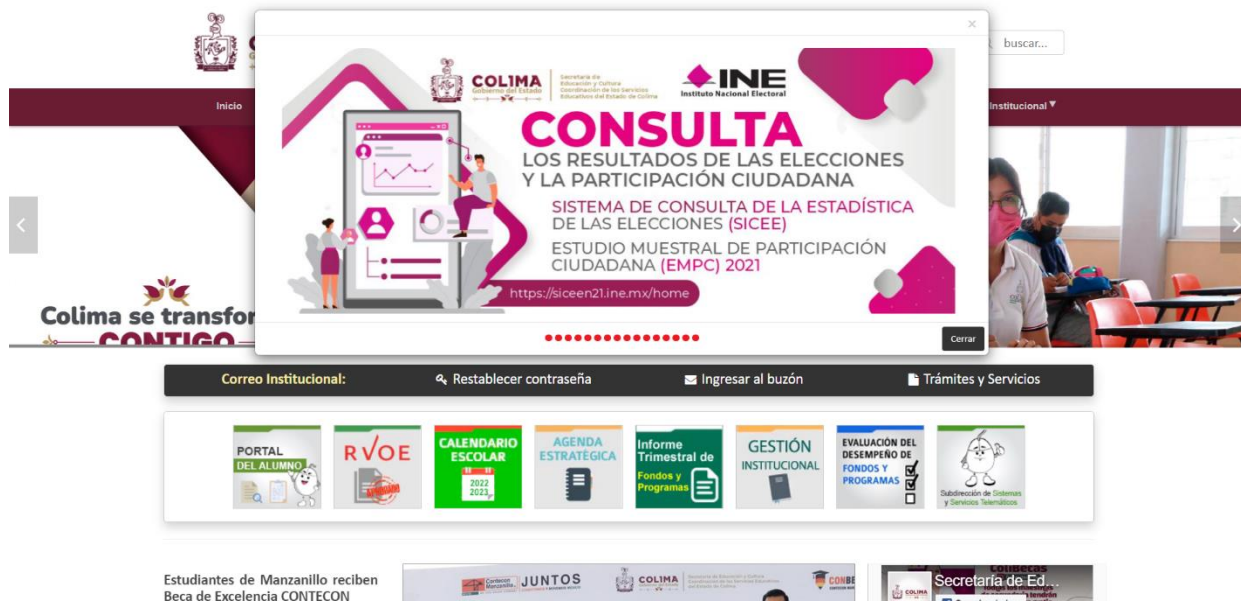 ×
buscar...
Inicio
Institucional ▼
COLIMA
Gobierno del Estado
Secretaría de
Educación y Cultura
Coordinación de los Servicios
Educativos del Estado de Colima
INE
Instituto Nacional Electoral
CONSULTA
LOS RESULTADOS DE LAS ELECCIONES
Y LA PARTICIPACIÓN CIUDADANA
SISTEMA DE CONSULTA DE LA ESTADÍSTICA
DE LAS ELECCIONES (SICEE)
ESTUDIO MUESTRAL DE PARTICIPACIÓN
CIUDADANA (EMPC) 2021
https://siceen21.ine.mx/home
Cerrar
Colima se transfor
CONTIGO
Correo Institucional:
Restablecer contraseña
Ingresar al buzón
Trámites y Servicios
PORTAL
DEL ALUMNO
RVOE
CALENDARIO
ESCOLAR
2022
2023
AGENDA
ESTRATÉGICA
Informe
Trimestral de
Fondos y
Programas
GESTIÓN
INSTITUCIONAL
EVALUACIÓN DEL
DESEMPEÑO DE
FONDOS Y
PROGRAMAS
Subdirección de Sistemas
y Servicios Telemáticos
Estudiantes de Manzanillo reciben
Beca de Excelencia CONTECON
Contecon
Manzanillo
JUNTOS
COLIMA
CONBE
COLIMA
Secretaría de Ed...